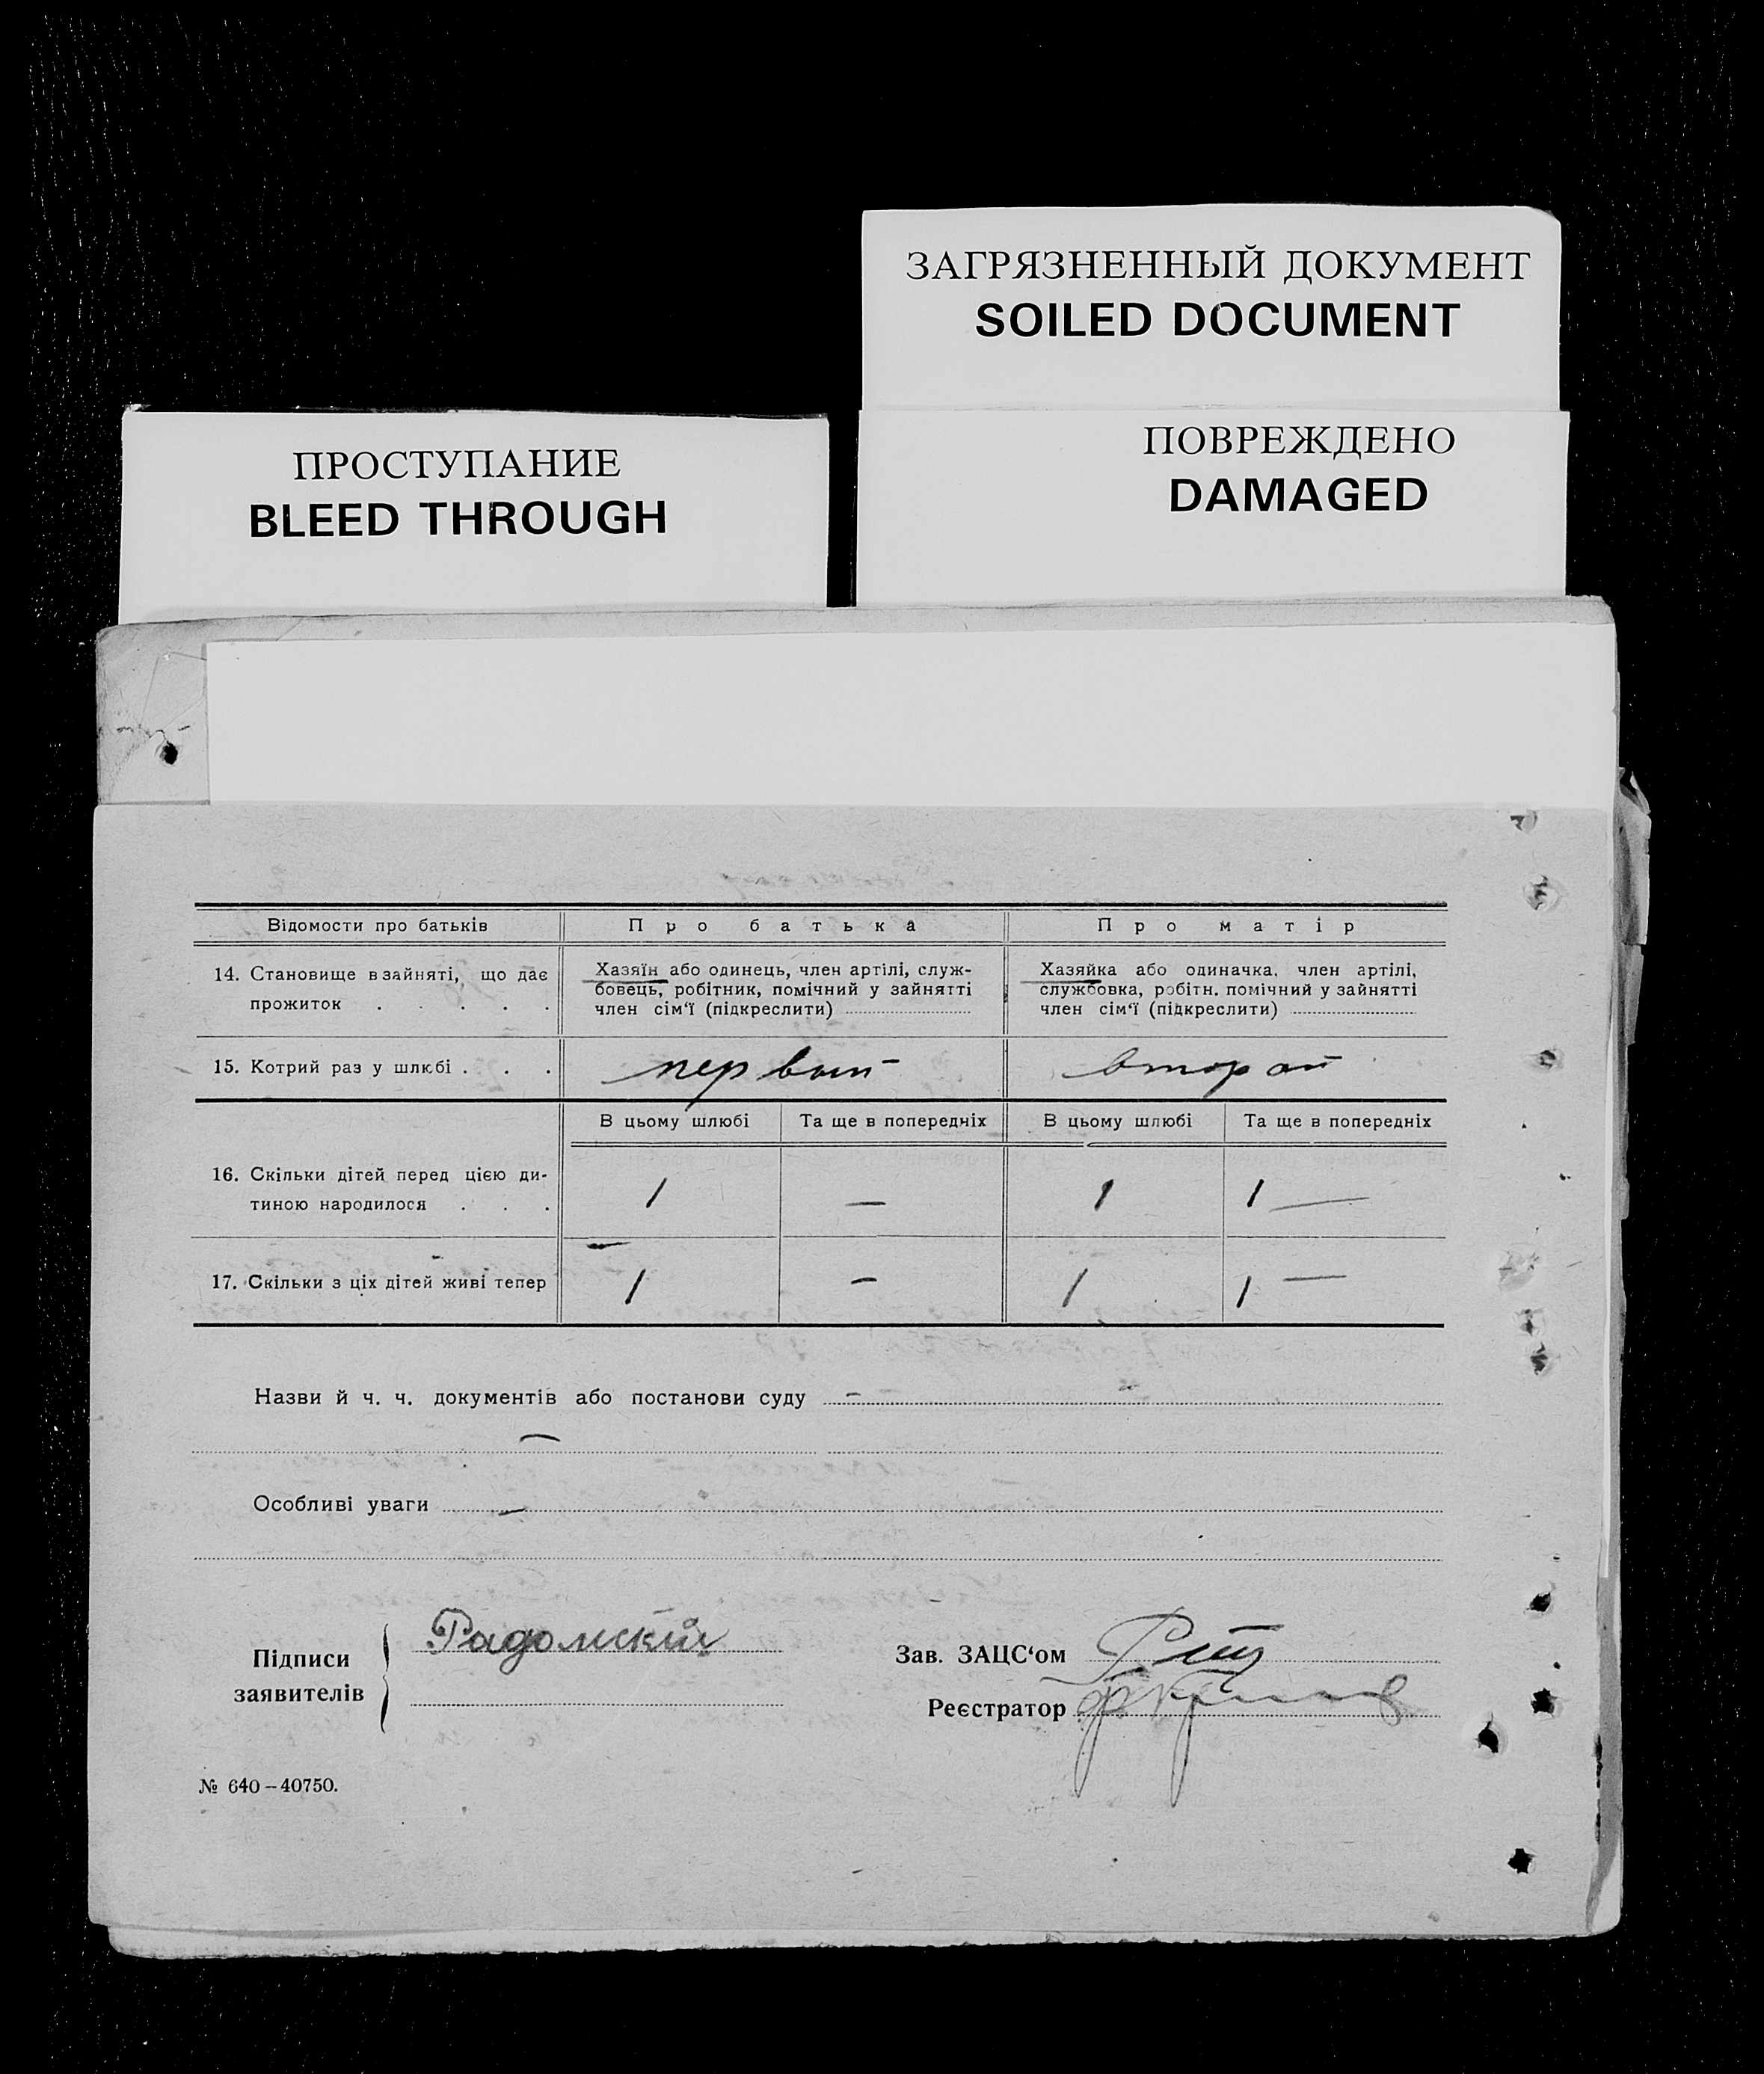 ЗАГРЯЗНЕННЫЙ ДОКУМЕНТ
SOILED DOCUMENT
ПОВРЕЖДЕНО
DAMAGED
ПРОСТУПАНИЕ
BLEED THROUGH
Відомости про батьків Про батька Про матір
14. Становище в зайняті, що дає прожиток . . . .
Хазяїн або одинець, член артілі, служ-
бовець, робітник, помічний у зайнятті
член сім‘ї (підкреслити)
Хазяйка або одиначка, член артілі,
службовка, робітн. помічний у зайнятті
член сім‘ї (підкреслити)
15. Котрий раз у шлюбі . . . первый второй
В цьому шлюбі Та ще в попередніх В цьому шлюбі Та ще в попередніх
16. Скільки дітей перед цією ди-
тиною народилося . . . 1 — 1 1 —
17. Скільки з ціх дітей живі тепер 1 — 1 1 —
Назви й ч. ч. документів або постанови суду —
—
Особливі уваги —
Підписи
заявителів
Радомский
Зав. ЗАЦС‘ом
Реєстратор
№ 640–40750.